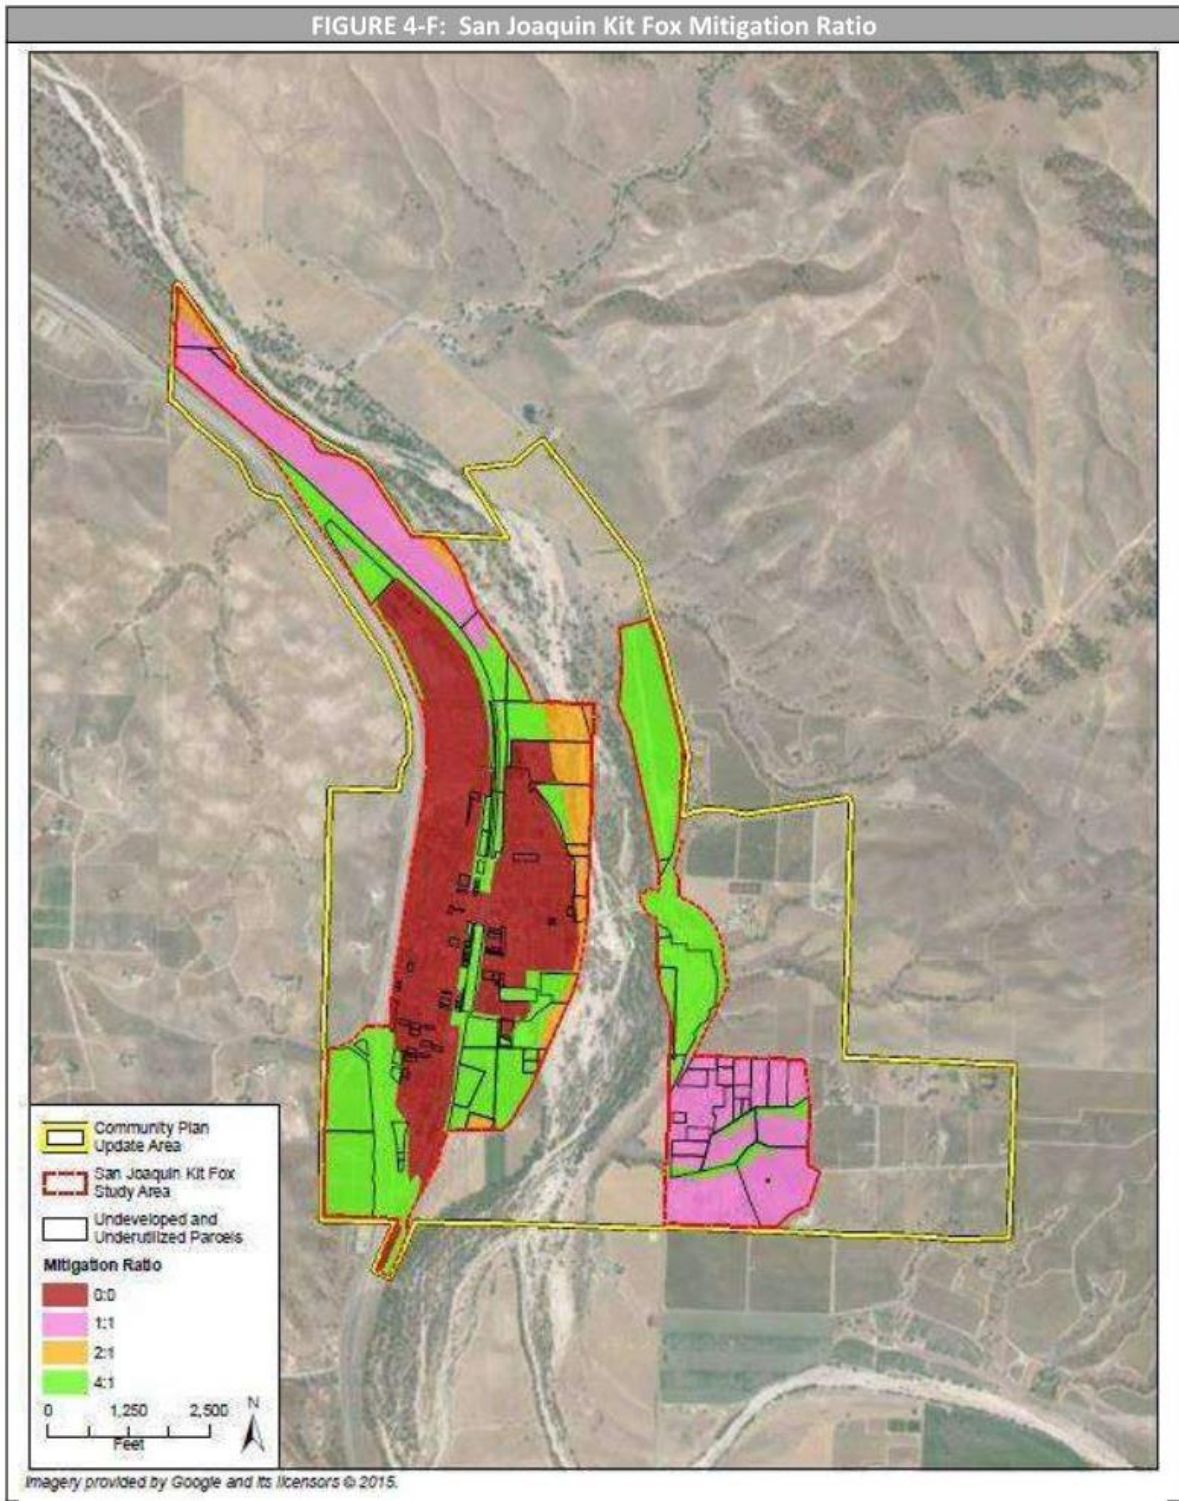 FIGURE 4-F: San Joaquin Kit Fox Mitigation Ratio
Community Plan
Update Area
San Joaquin Kit Fox
Study Area
Undeveloped and
Underutilized Parcels
Mitigation Ratio
0:0
1:1
2:1
4:1
0 1,250 2,500
Feet
N
Imagery provided by Google and its licensors © 2015.